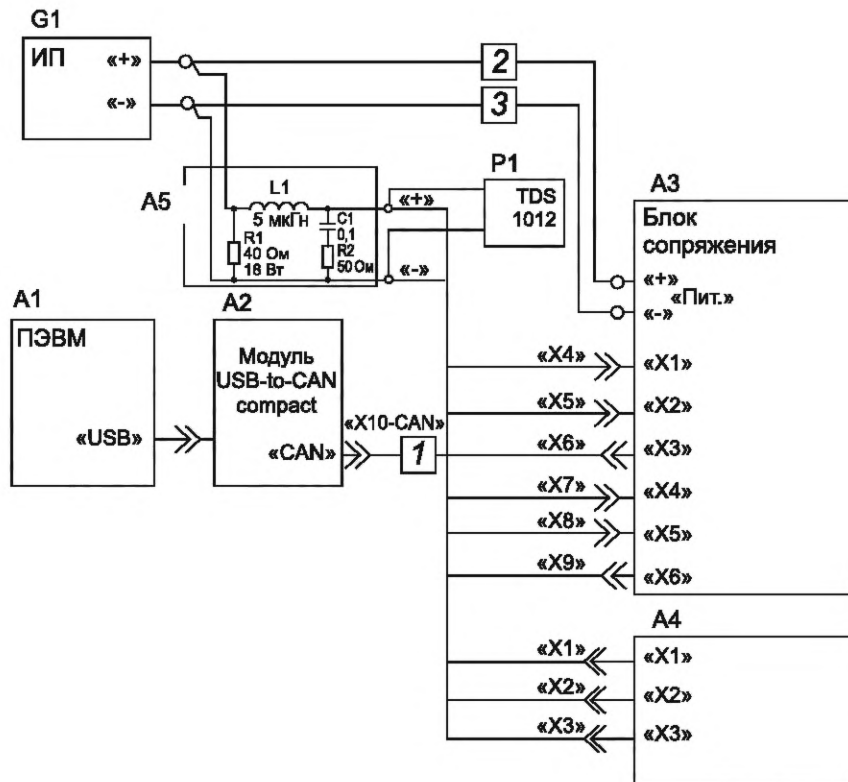 G1
ИП
«+»
«-»
2
3
A5
L1
5 мкГн
R1
40 Ом
16 Вт
C1
0,1
R2
50 Ом
«+»
«-»
P1
TDS
1012
A3
Блок
сопряжения
«+»
«Пит.»
«-»
A1
ПЭВМ
«USB»
A2
Модуль
USB-to-CAN
compact
«CAN»
«X10-CAN»
1
«X4»
«X1»
«X5»
«X2»
«X6»
«X3»
«X7»
«X4»
«X8»
«X5»
«X9»
«X6»
A4
«X1»
«X1»
«X2»
«X2»
«X3»
«X3»